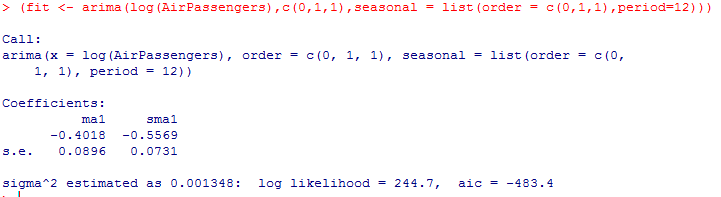 > (fit <- arima(log(AirPassengers),c(0,1,1),seasonal = list(order = c(0,1,1),period=12)))
Call:
arima(x = log(AirPassengers), order = c(0, 1, 1), seasonal = list(order = c(0,
    1, 1), period = 12))
Coefficients:
          ma1     sma1
      -0.4018  -0.5569
s.e.   0.0896   0.0731
sigma^2 estimated as 0.001348:  log likelihood = 244.7,  aic = -483.4